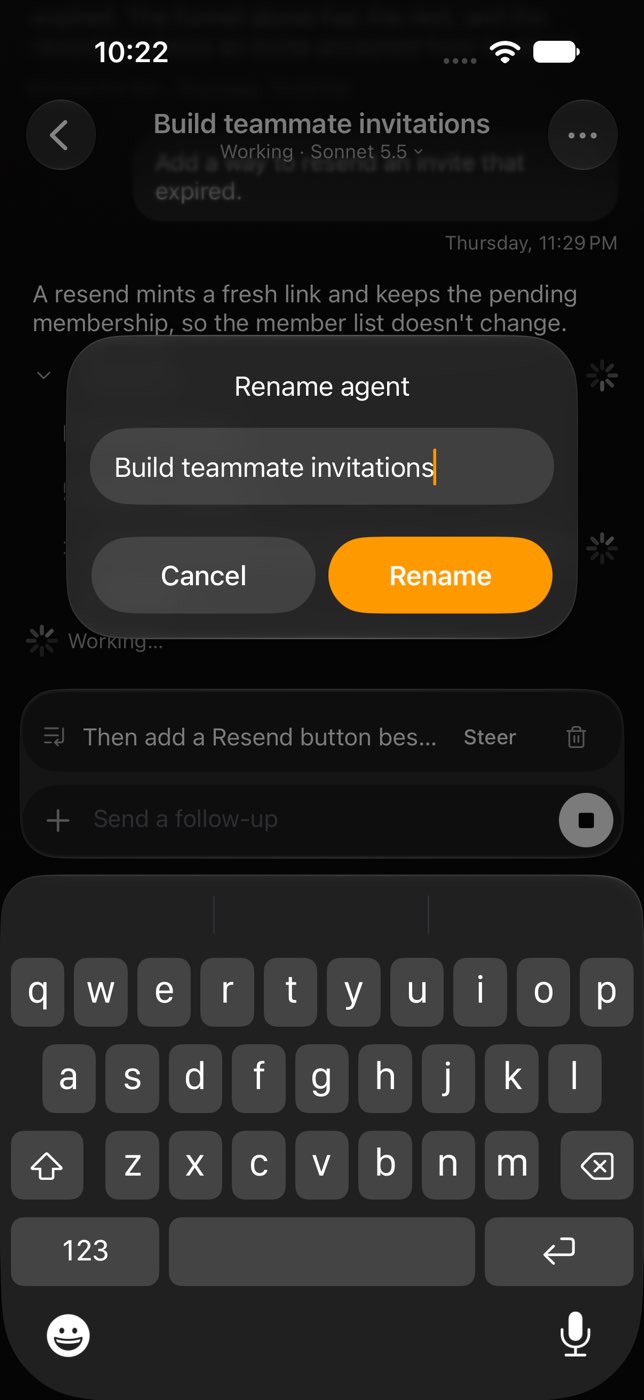 10:22
Build teammate invitations
Working · Sonnet 5.5
Add a way to resend an invite that
expired.
Thursday, 11:29 PM
A resend mints a fresh link and keeps the pending
membership, so the member list doesn't change.
Rename agent
Build teammate invitations
Cancel
Rename
Working...
Then add a Resend button bes...
Steer
Send a follow-up
q w e r t y u i o p
a s d f g h j k l
z x c v b n m
123